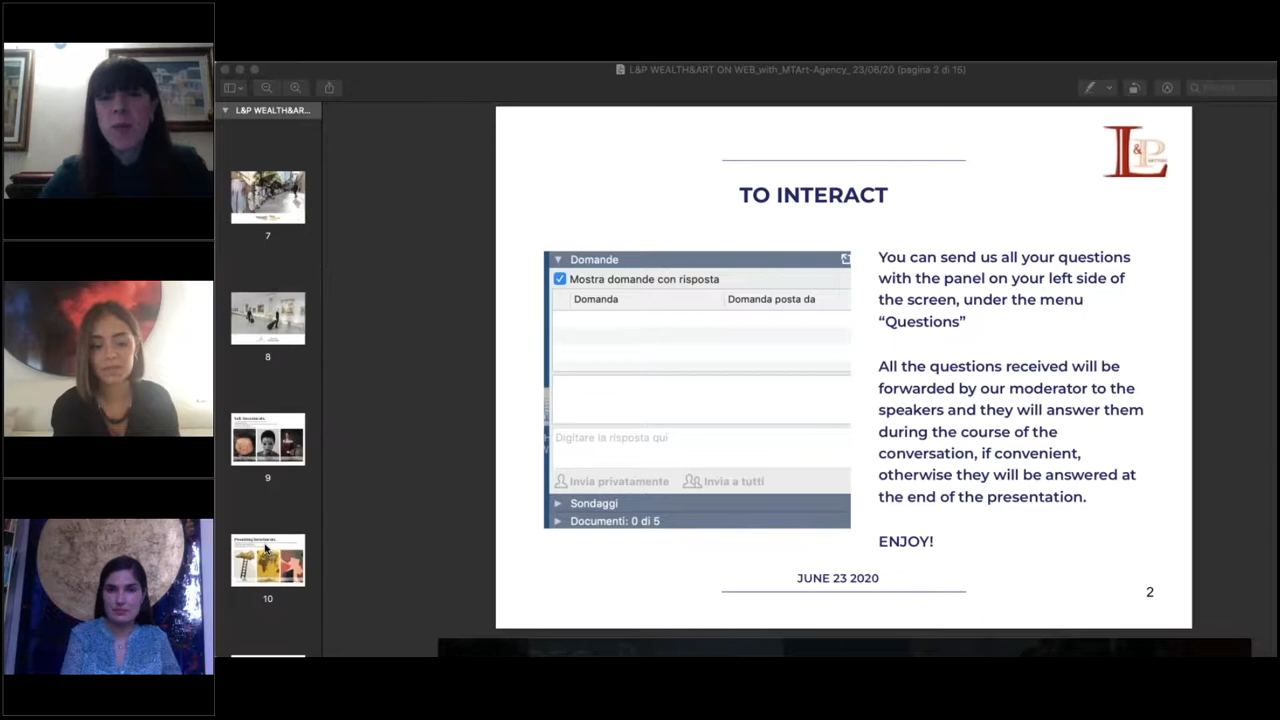 L&P WEALTH&ART ON WEB_with_MTArt-Agency_ 23/06/20 (pagina 2 di 15)
L&P WEALTH&AR...
7
8
9
10
L&P
TO INTERACT
Domande
Mostra domande con risposta
Domanda
Domanda posta da
Digitare la risposta qui
Invia privatamente
Invia a tutti
Sondaggi
Documenti: 0 di 5
You can send us all your questions
with the panel on your left side of
the screen, under the menu
“Questions”
All the questions received will be
forwarded by our moderator to the
speakers and they will answer them
during the course of the
conversation, if convenient,
otherwise they will be answered at
the end of the presentation.
ENJOY!
JUNE 23 2020
2